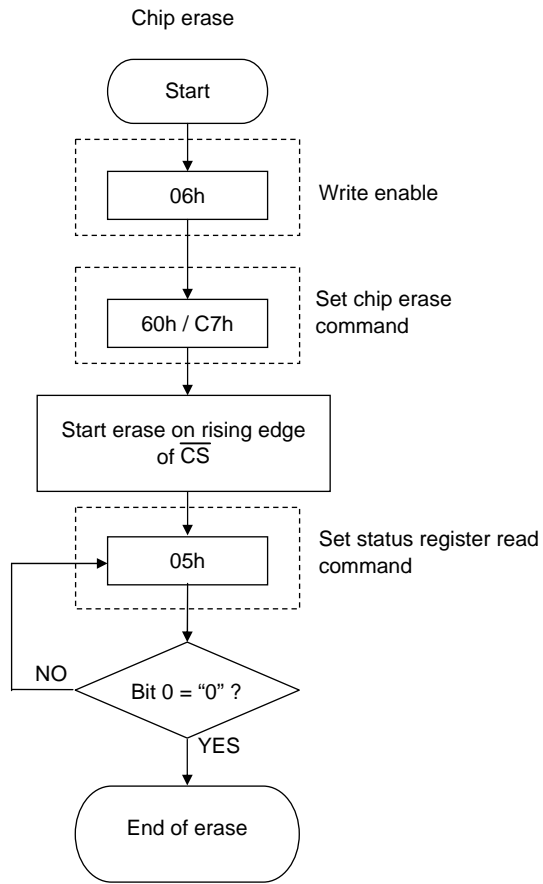 Chip erase
Start
06h
Write enable
60h / C7h
Set chip erase
command
Start erase on rising edge
of C̅S̅
05h
Set status register read
command
NO
Bit 0 = “0” ?
YES
End of erase